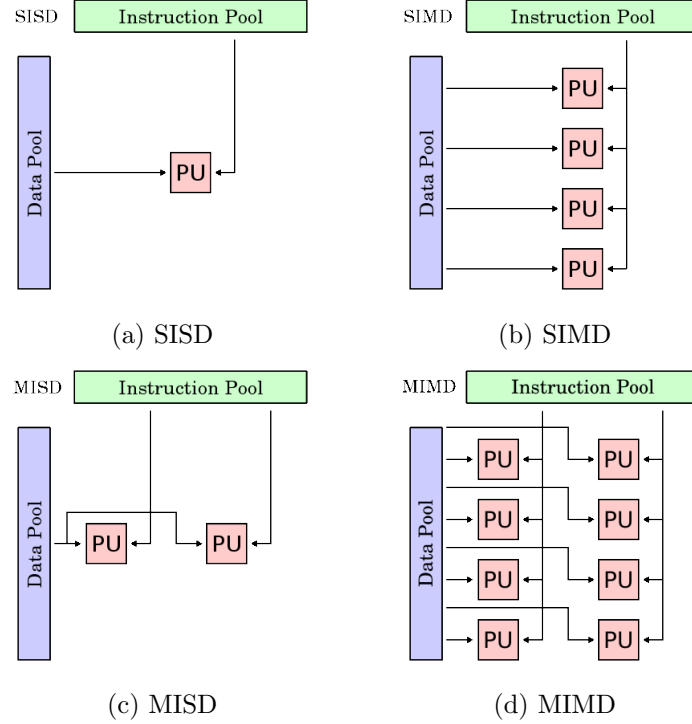 SISD
Instruction Pool
Data Pool
PU
(a) SISD
SIMD
Instruction Pool
Data Pool
PU
PU
PU
PU
(b) SIMD
MISD
Instruction Pool
Data Pool
PU PU
(c) MISD
MIMD
Instruction Pool
Data Pool
PU PU
PU PU
PU PU
PU PU
(d) MIMD